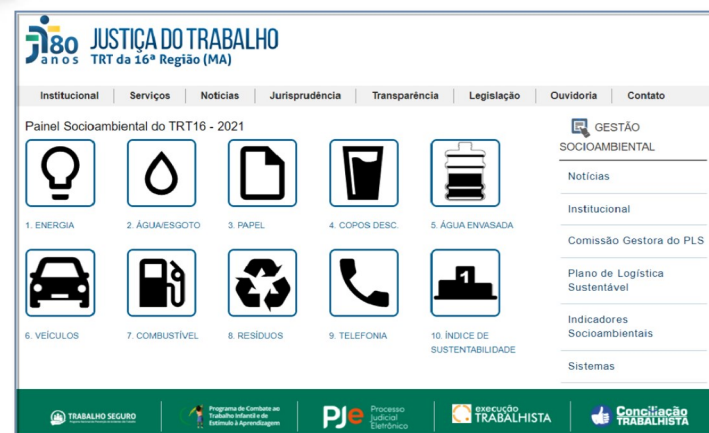 80 anos
JUSTIÇA DO TRABALHO
TRT da 16ª Região (MA)
Institucional
Serviços
Notícias
Jurisprudência
Transparência
Legislação
Ouvidoria
Contato
Painel Socioambiental do TRT16 - 2021
1. ENERGIA
2. ÁGUA/ESGOTO
3. PAPEL
4. COPOS DESC.
5. ÁGUA ENVASADA
6. VEÍCULOS
7. COMBUSTÍVEL
8. RESÍDUOS
9. TELEFONIA
1
10. ÍNDICE DE
SUSTENTABILIDADE
GESTÃO
SOCIOAMBIENTAL
Notícias
Institucional
Comissão Gestora do PLS
Plano de Logística
Sustentável
Indicadores
Socioambientais
Sistemas
TRABALHO SEGURO
Programa de Combate ao
Trabalho Infantil e de
Estímulo à Aprendizagem
PJe
Processo
Judicial
Eletrônico
execução
TRABALHISTA
Conciliação
TRABALHISTA